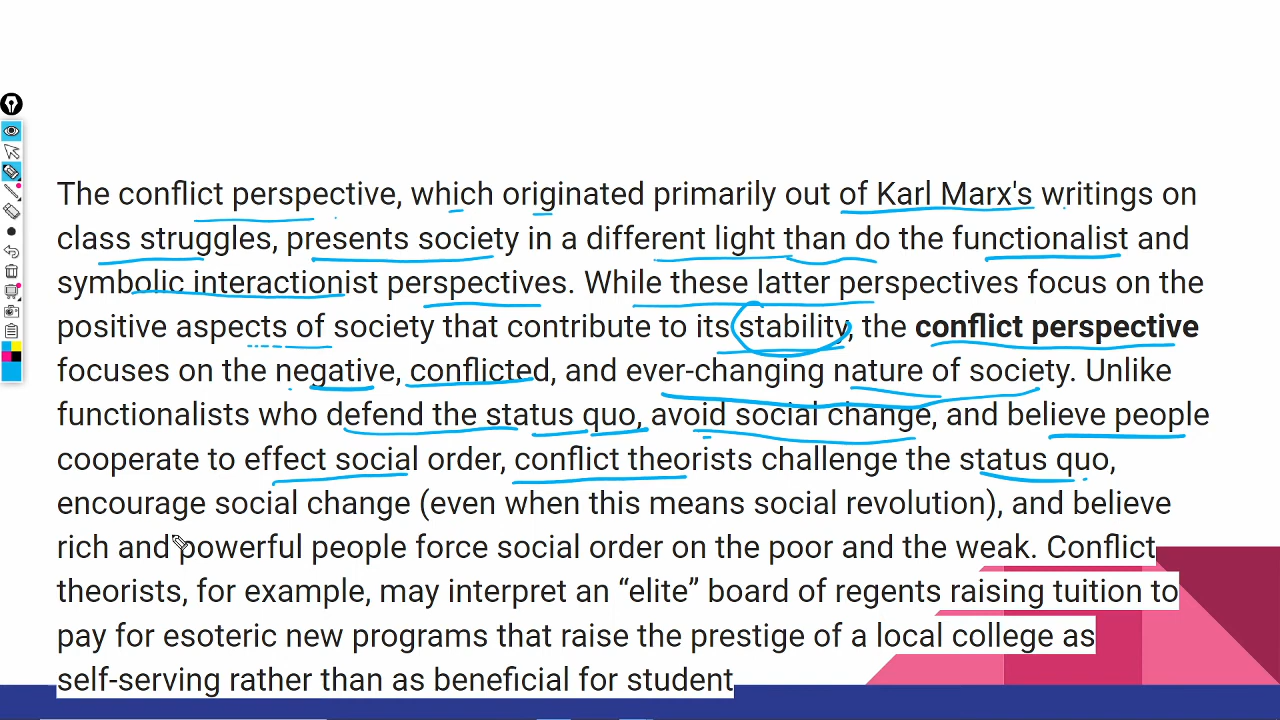 The conflict perspective, which originated primarily out of Karl Marx's writings on
class struggles, presents society in a different light than do the functionalist and
symbolic interactionist perspectives. While these latter perspectives focus on the
positive aspects of society that contribute to its stability, the conflict perspective
focuses on the negative, conflicted, and ever-changing nature of society. Unlike
functionalists who defend the status quo, avoid social change, and believe people
cooperate to effect social order, conflict theorists challenge the status quo,
encourage social change (even when this means social revolution), and believe
rich and powerful people force social order on the poor and the weak. Conflict
theorists, for example, may interpret an “elite” board of regents raising tuition to
pay for esoteric new programs that raise the prestige of a local college as
self-serving rather than as beneficial for student